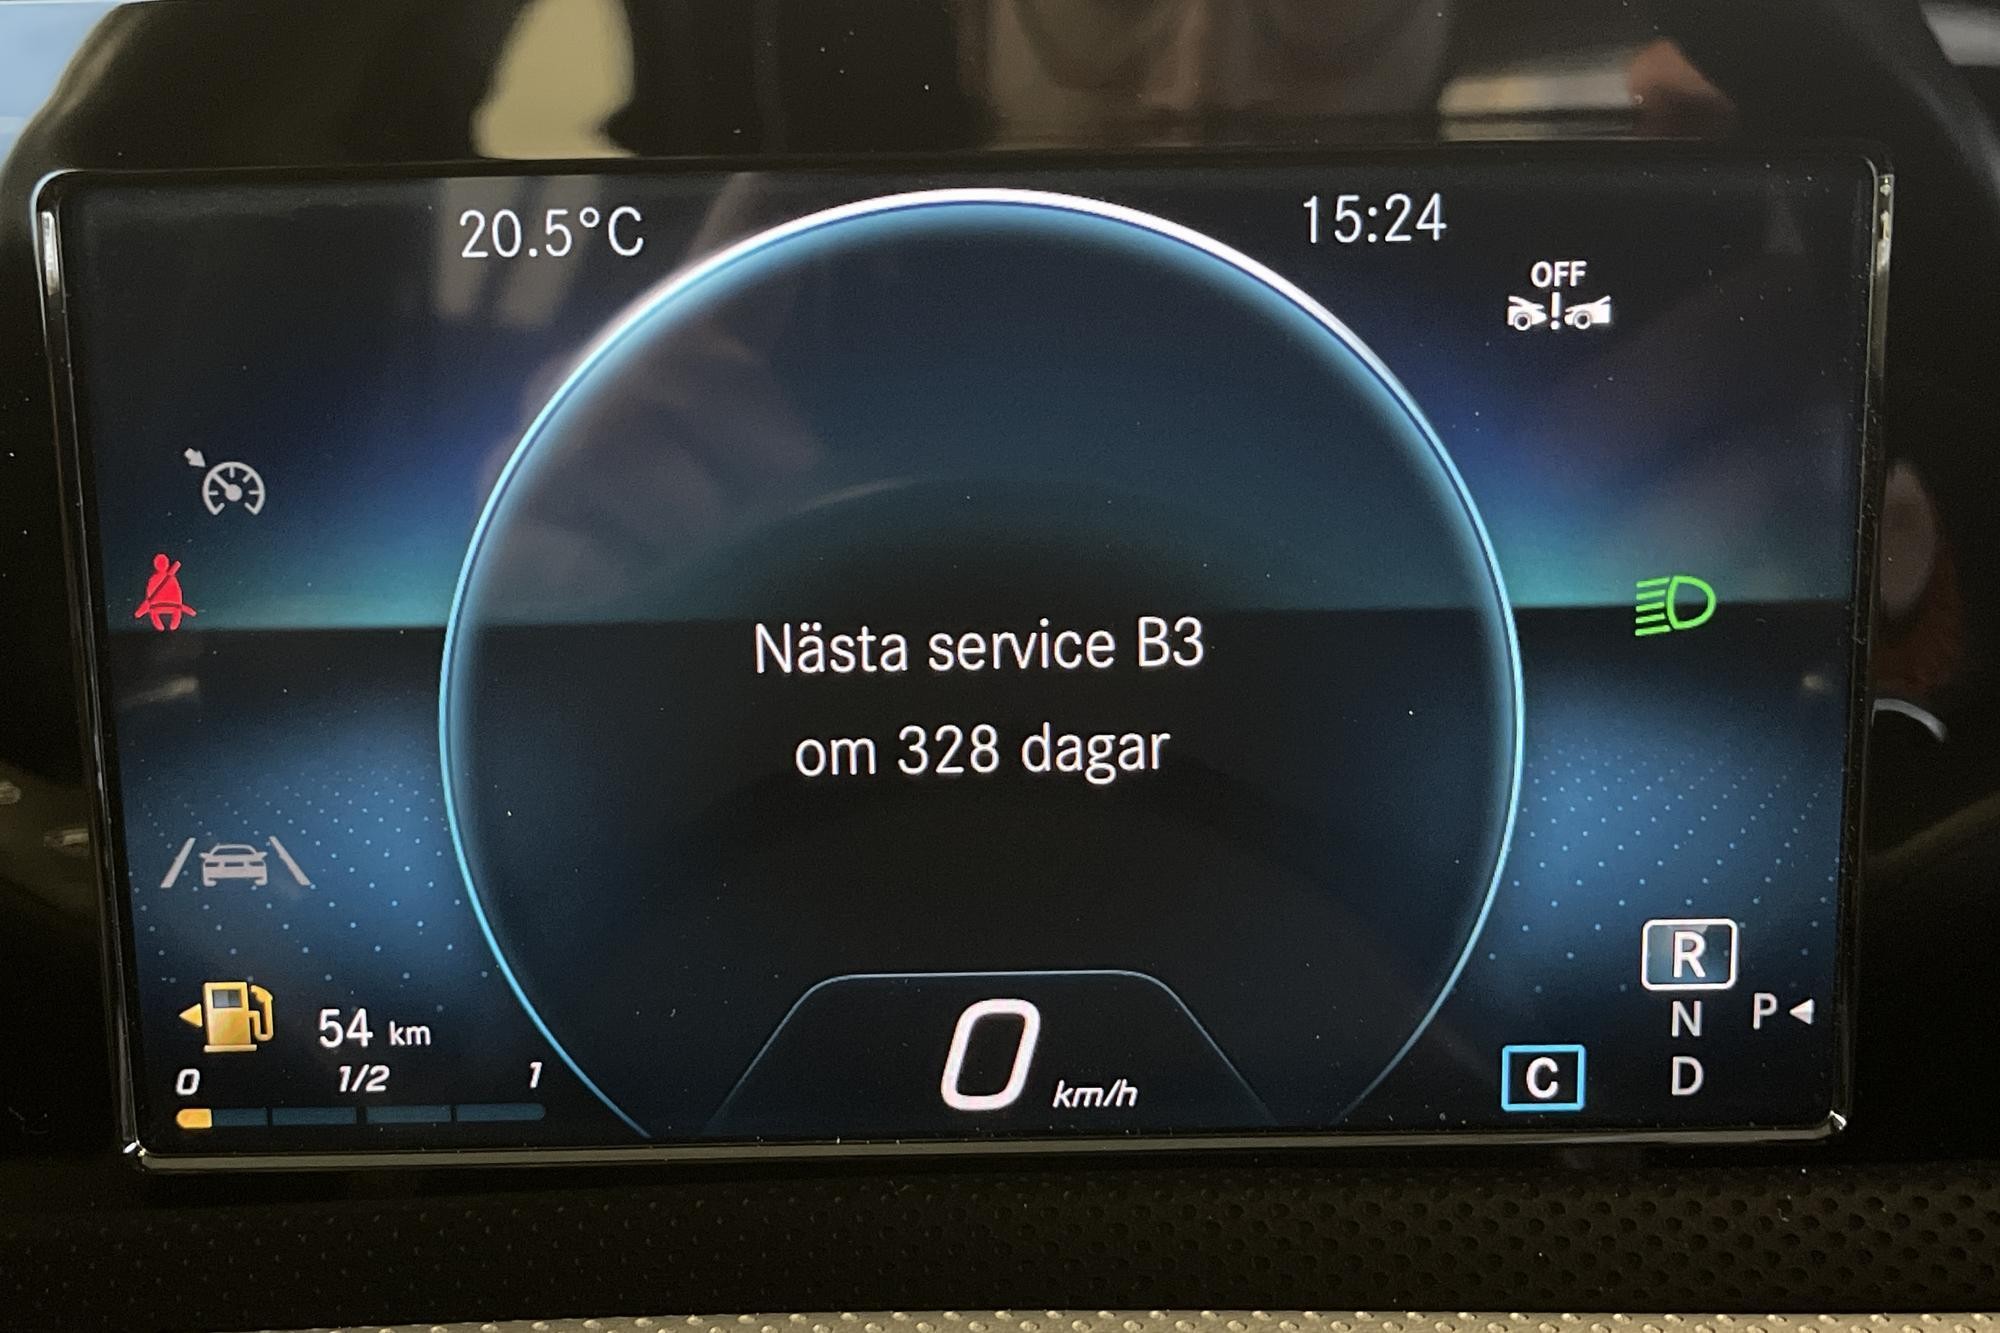 20.5°C
15:24
OFF
Nästa service B3
om 328 dagar
54 km
0 1/2 1
0 km/h
R
N
D
P
C